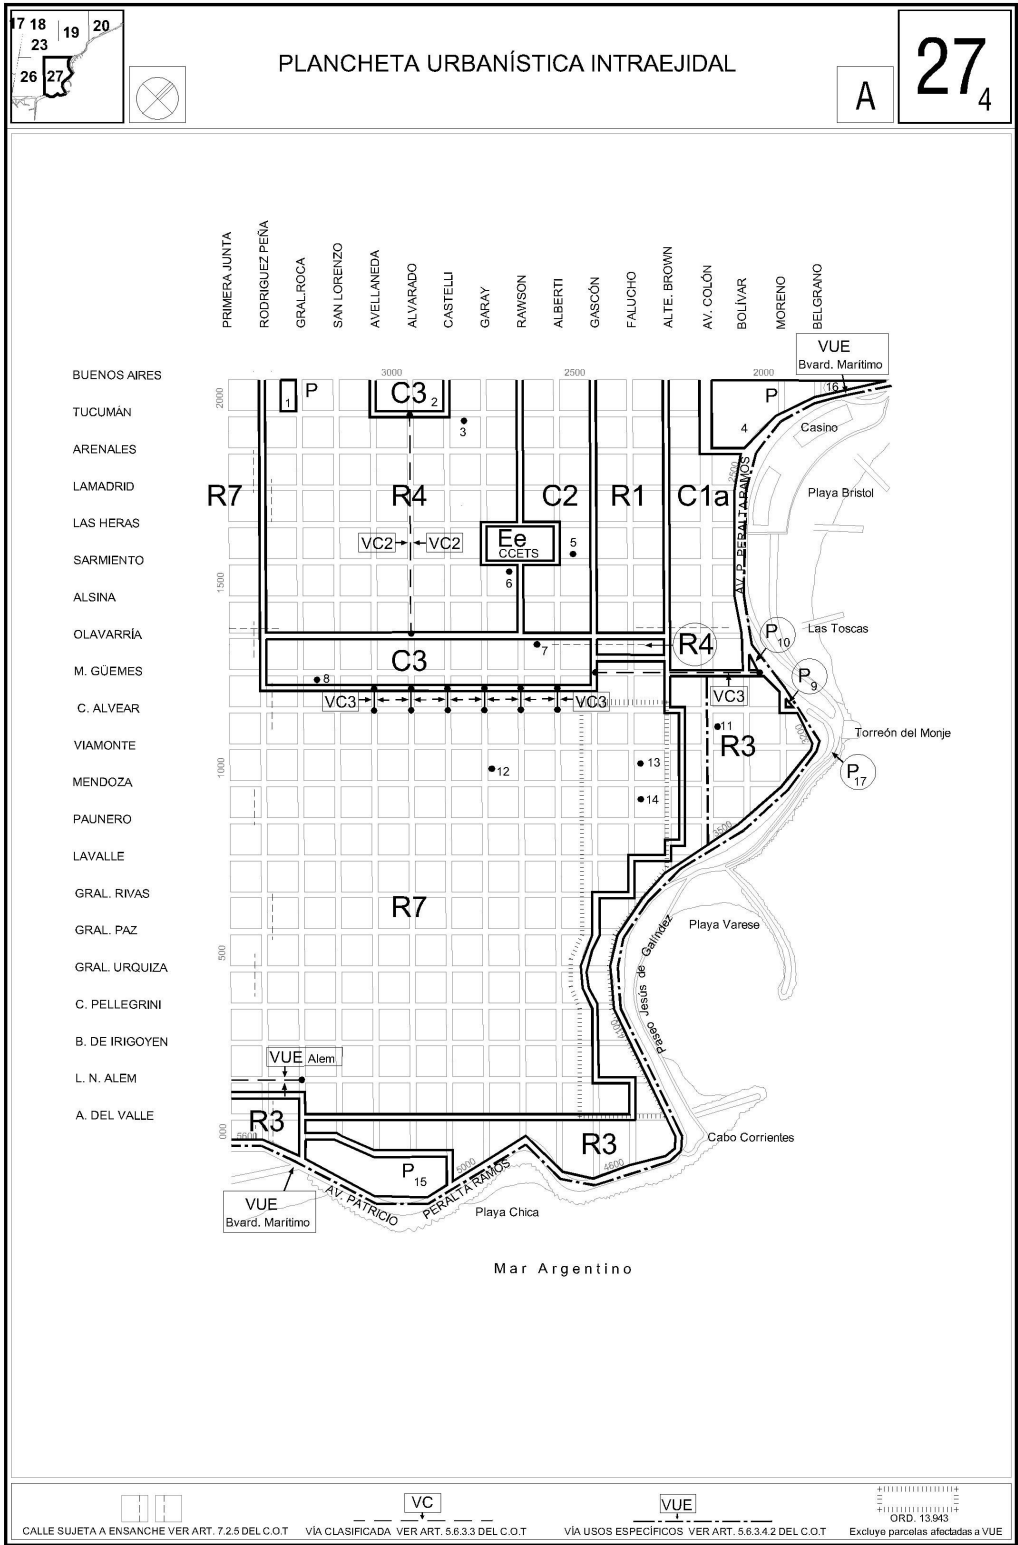 17 18 19 20
23
26 27
PLANCHETA URBANÍSTICA INTRAEJIDAL
A
27 4
PRIMERA JUNTA
RODRIGUEZ PEÑA
GRAL.ROCA
SAN LORENZO
AVELLANEDA
ALVARADO
CASTELLI
GARAY
RAWSON
ALBERTI
GASCÓN
FALUCHO
ALTE. BROWN
AV. COLÓN
BOLÍVAR
MORENO
BELGRANO
VUE
Bvard. Marítimo
BUENOS AIRES
TUCUMÁN
ARENALES
LAMADRID
LAS HERAS
SARMIENTO
ALSINA
OLAVARRÍA
M. GÜEMES
C. ALVEAR
VIAMONTE
MENDOZA
PAUNERO
LAVALLE
GRAL. RIVAS
GRAL. PAZ
GRAL. URQUIZA
C. PELLEGRINI
B. DE IRIGOYEN
L. N. ALEM
A. DEL VALLE
3000
2500
2000
2000
1500
1000
500
000
1
P
C3
2
3
P
4
16
Casino
2500
R7
R4
C2
R1
C1a
Playa Bristol
AV. P. PERALTA RAMOS
VC2
VC2
Ee
CCETS
5
6
7
R4
P 10
Las Toscas
C3
8
VC3
VC3
VC3
P 9
11
R3
3200
Torreón del Monje
P 17
12
13
14
3500
R7
Playa Varese
Paseo Jesús de Galíndez
4100
VUE Alem
R3
5600
P 15
5000
R3
4600
Cabo Corrientes
VUE
Bvard. Marítimo
AV. PATRICIO PERALTA RAMOS
Playa Chica
Mar Argentino
CALLE SUJETA A ENSANCHE VER ART. 7.2.5 DEL C.O.T
VC
VÍA CLASIFICADA VER ART. 5.6.3.3 DEL C.O.T
VUE
VÍA USOS ESPECÍFICOS VER ART. 5.6.3.4.2 DEL C.O.T
ORD. 13.943
Excluye parcelas afectadas a VUE